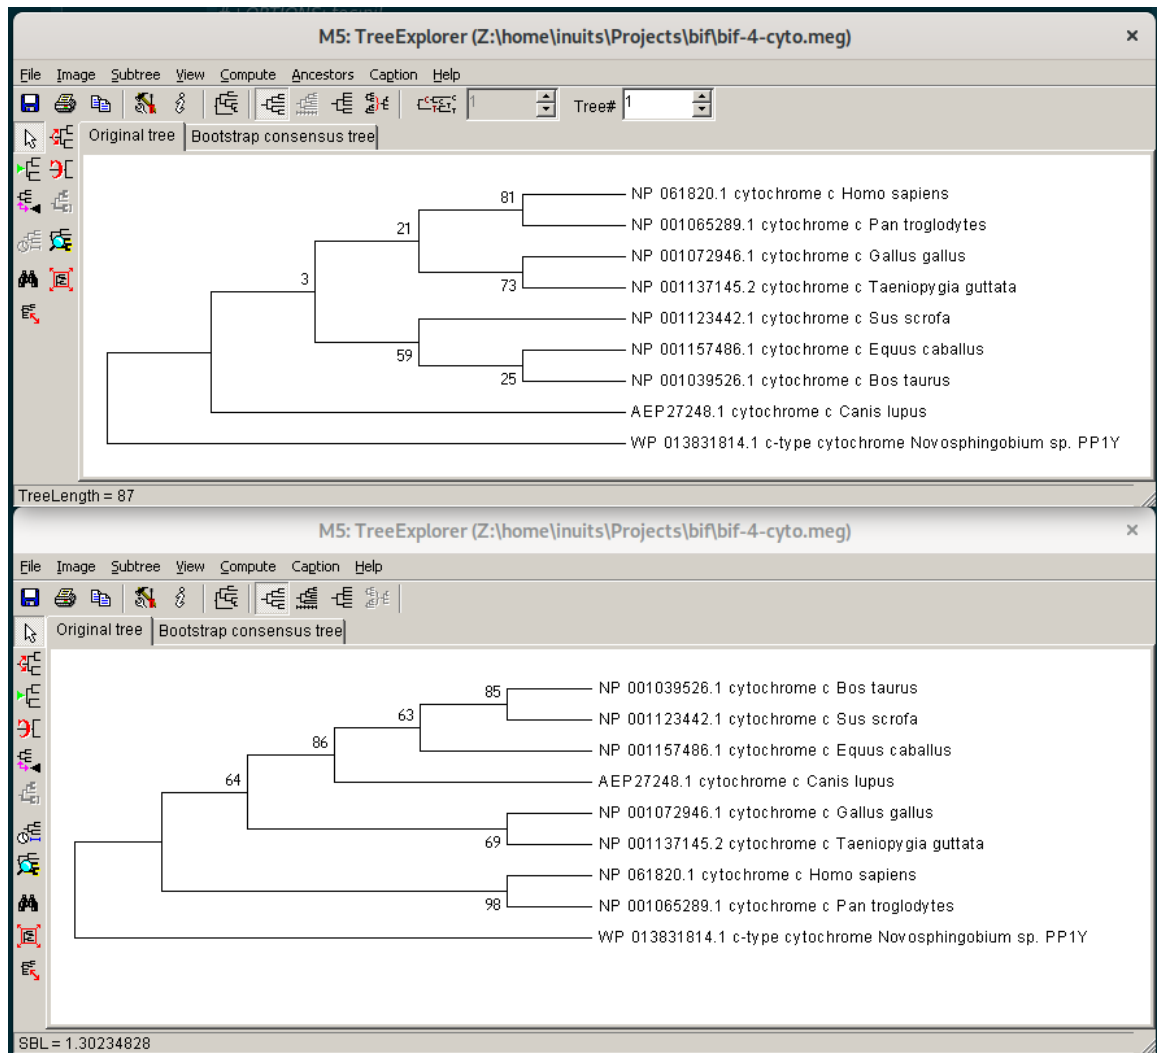 M5: TreeExplorer (Z:\home\inuits\Projects\bif\bif-4-cyto.meg) ×
File Image Subtree View Compute Ancestors Caption Help
1 Tree# 1
Original tree Bootstrap consensus tree
81 NP 061820.1 cytochrome c Homo sapiens
NP 001065289.1 cytochrome c Pan troglodytes
21
NP 001072946.1 cytochrome c Gallus gallus
73 NP 001137145.2 cytochrome c Taeniopygia guttata
3
NP 001123442.1 cytochrome c Sus scrofa
59 NP 001157486.1 cytochrome c Equus caballus
25 NP 001039526.1 cytochrome c Bos taurus
AEP27248.1 cytochrome c Canis lupus
WP 013831814.1 c-type cytochrome Novosphingobium sp. PP1Y
TreeLength = 87
M5: TreeExplorer (Z:\home\inuits\Projects\bif\bif-4-cyto.meg) ×
File Image Subtree View Compute Caption Help
Original tree Bootstrap consensus tree
85 NP 001039526.1 cytochrome c Bos taurus
63 NP 001123442.1 cytochrome c Sus scrofa
86 NP 001157486.1 cytochrome c Equus caballus
64 AEP27248.1 cytochrome c Canis lupus
NP 001072946.1 cytochrome c Gallus gallus
69 NP 001137145.2 cytochrome c Taeniopygia guttata
NP 061820.1 cytochrome c Homo sapiens
98 NP 001065289.1 cytochrome c Pan troglodytes
WP 013831814.1 c-type cytochrome Novosphingobium sp. PP1Y
SBL = 1.30234828